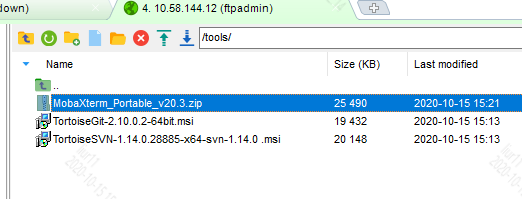 down)
4. 10.58.144.12 (ftpadmin)
/tools/
Name Size (KB) Last modified
..
MobaXterm_Portable_v20.3.zip 25 490 2020-10-15 15:21
TortoiseGit-2.10.0.2-64bit.msi 19 432 2020-10-15 15:13
TortoiseSVN-1.14.0.28885-x64-svn-1.14.0 .msi 20 148 2020-10-15 15:13